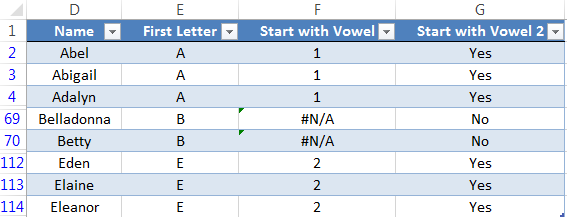 D E F G
1 Name First Letter Start with Vowel Start with Vowel 2
2 Abel A 1 Yes
3 Abigail A 1 Yes
4 Adalyn A 1 Yes
69 Belladonna B #N/A No
70 Betty B #N/A No
112 Eden E 2 Yes
113 Elaine E 2 Yes
114 Eleanor E 2 Yes